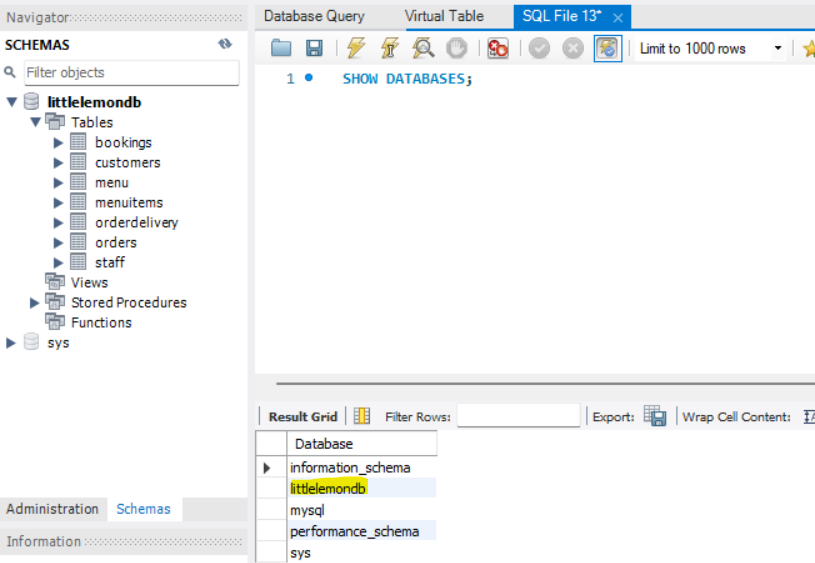 Navigator
SCHEMAS
Filter objects
littlelemondb
Tables
bookings
customers
menu
menuitems
orderdelivery
orders
staff
Views
Stored Procedures
Functions
sys
Administration Schemas
Information
Database Query Virtual Table SQL File 13*
Limit to 1000 rows
1 SHOW DATABASES;
Result Grid Filter Rows: Export: Wrap Cell Content:
Database
information_schema
littlelemondb
mysql
performance_schema
sys